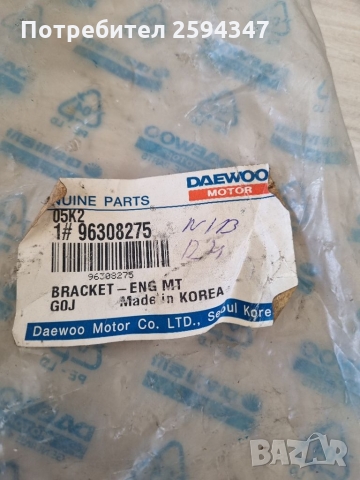 Потребител 2594347
DAEWOO
MOTOR
NUINE PARTS
05K2
1# 96308275
96308275
BRACKET-ENG MT
G0J Made in KOREA
Daewoo Motor Co. LTD., Seoul Kore
BAZAR